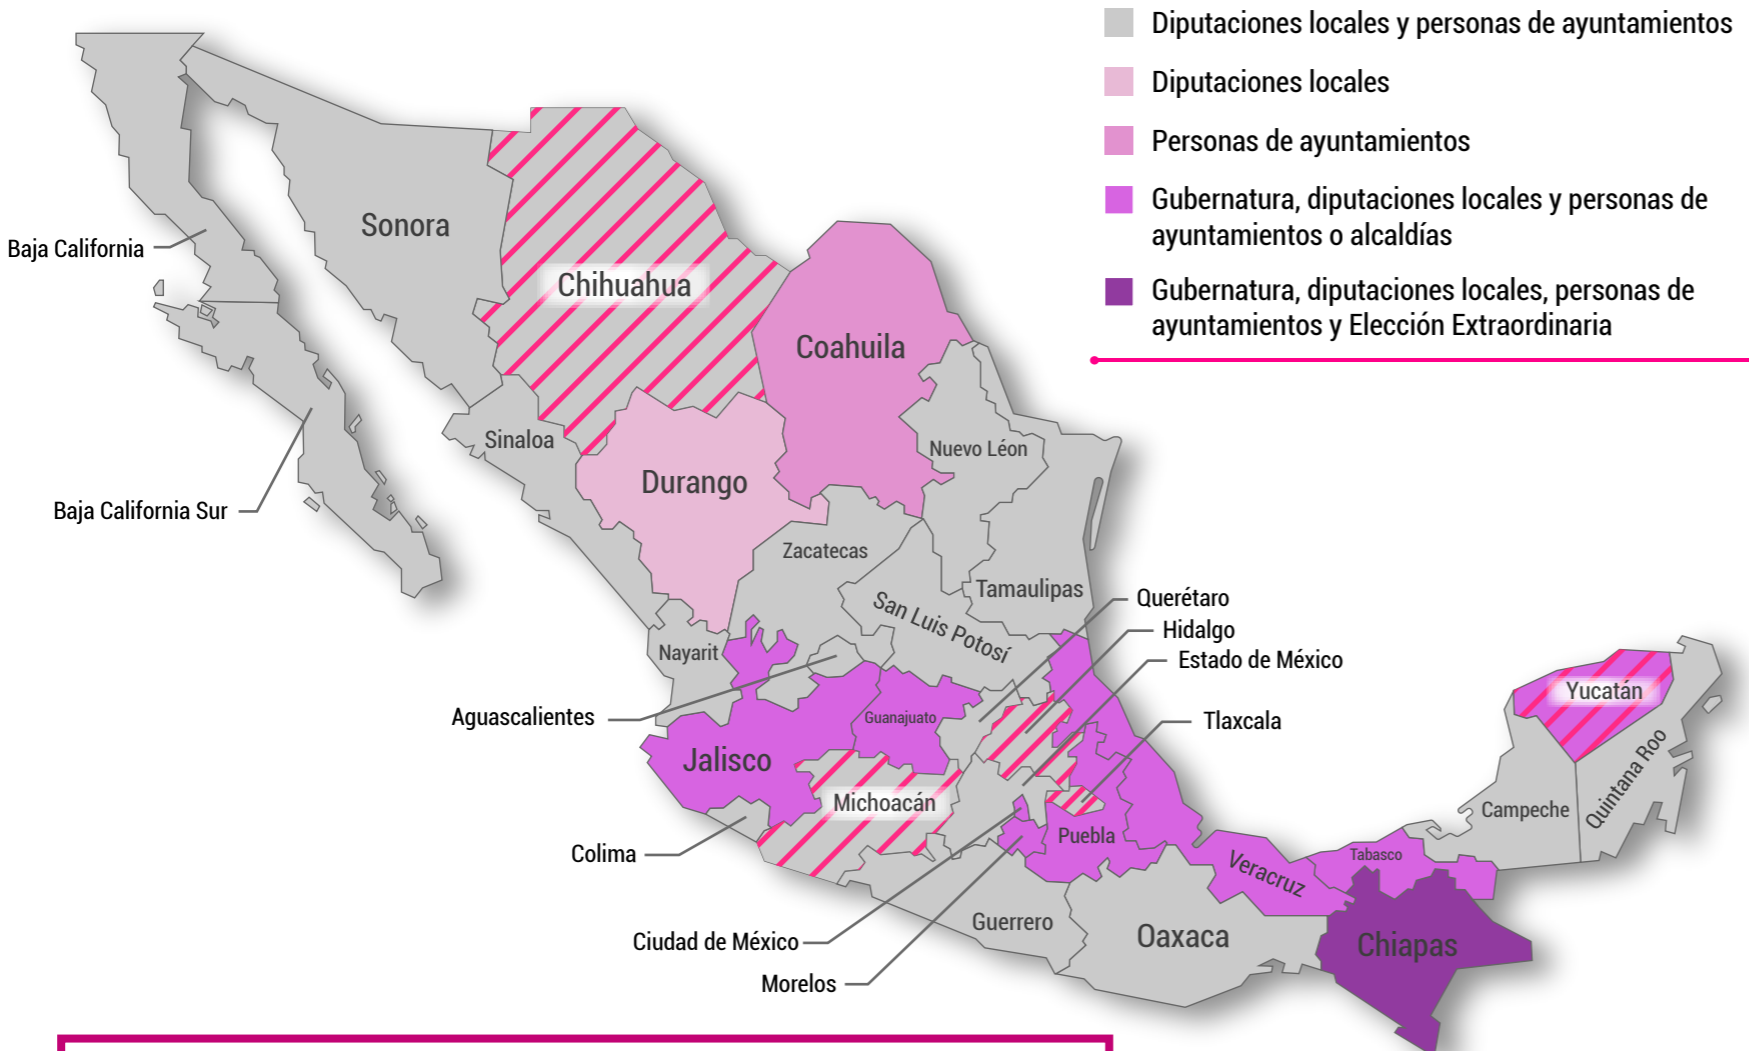 Diputaciones locales y personas de ayuntamientos
Diputaciones locales
Personas de ayuntamientos
Gubernatura, diputaciones locales y personas de
ayuntamientos o alcaldías
Gubernatura, diputaciones locales, personas de
ayuntamientos y Elección Extraordinaria
Baja California
Sonora
Chihuahua
Coahuila
Sinaloa
Nuevo Léon
Durango
Baja California Sur
Zacatecas
Tamaulipas
San Luis Potosí
Querétaro
Hidalgo
Nayarit
Estado de México
Yucatán
Aguascalientes
Guanajuato
Tlaxcala
Jalisco
Quintana Roo
Michoacán
Campeche
Puebla
Colima
Tabasco
Veracruz
Guerrero
Oaxaca
Ciudad de México
Chiapas
Morelos